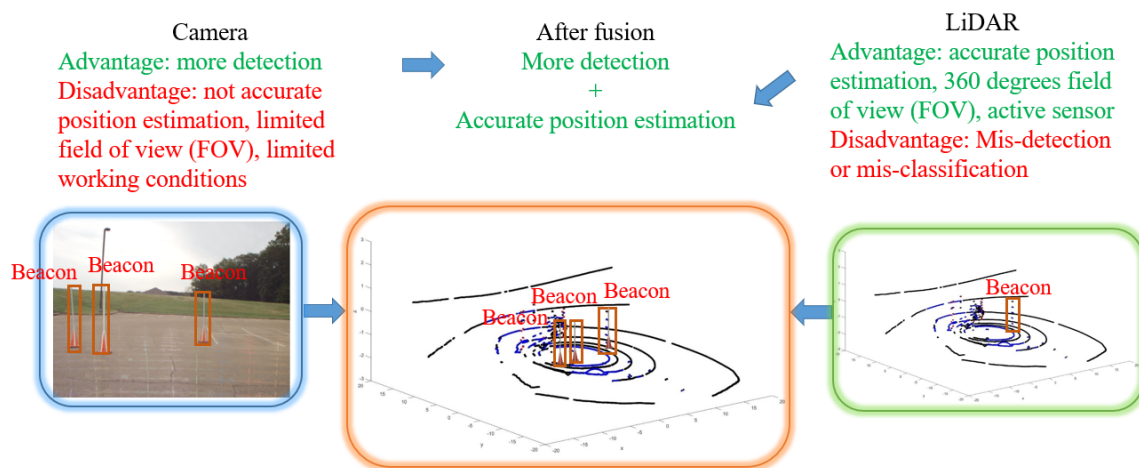 Camera
Advantage: more detection
Disadvantage: not accurate
position estimation, limited
field of view (FOV), limited
working conditions
After fusion
More detection
+
Accurate position estimation
LiDAR
Advantage: accurate position
estimation, 360 degrees field
of view (FOV), active sensor
Disadvantage: Mis-detection
or mis-classification
Beacon
Beacon
Beacon
Beacon
Beacon
Beacon
Beacon